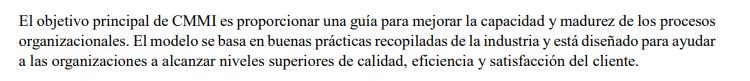 El objetivo principal de CMMI es proporcionar una guía para mejorar la capacidad y madurez de los procesos
organizacionales. El modelo se basa en buenas prácticas recopiladas de la industria y está diseñado para ayudar
a las organizaciones a alcanzar niveles superiores de calidad, eficiencia y satisfacción del cliente.